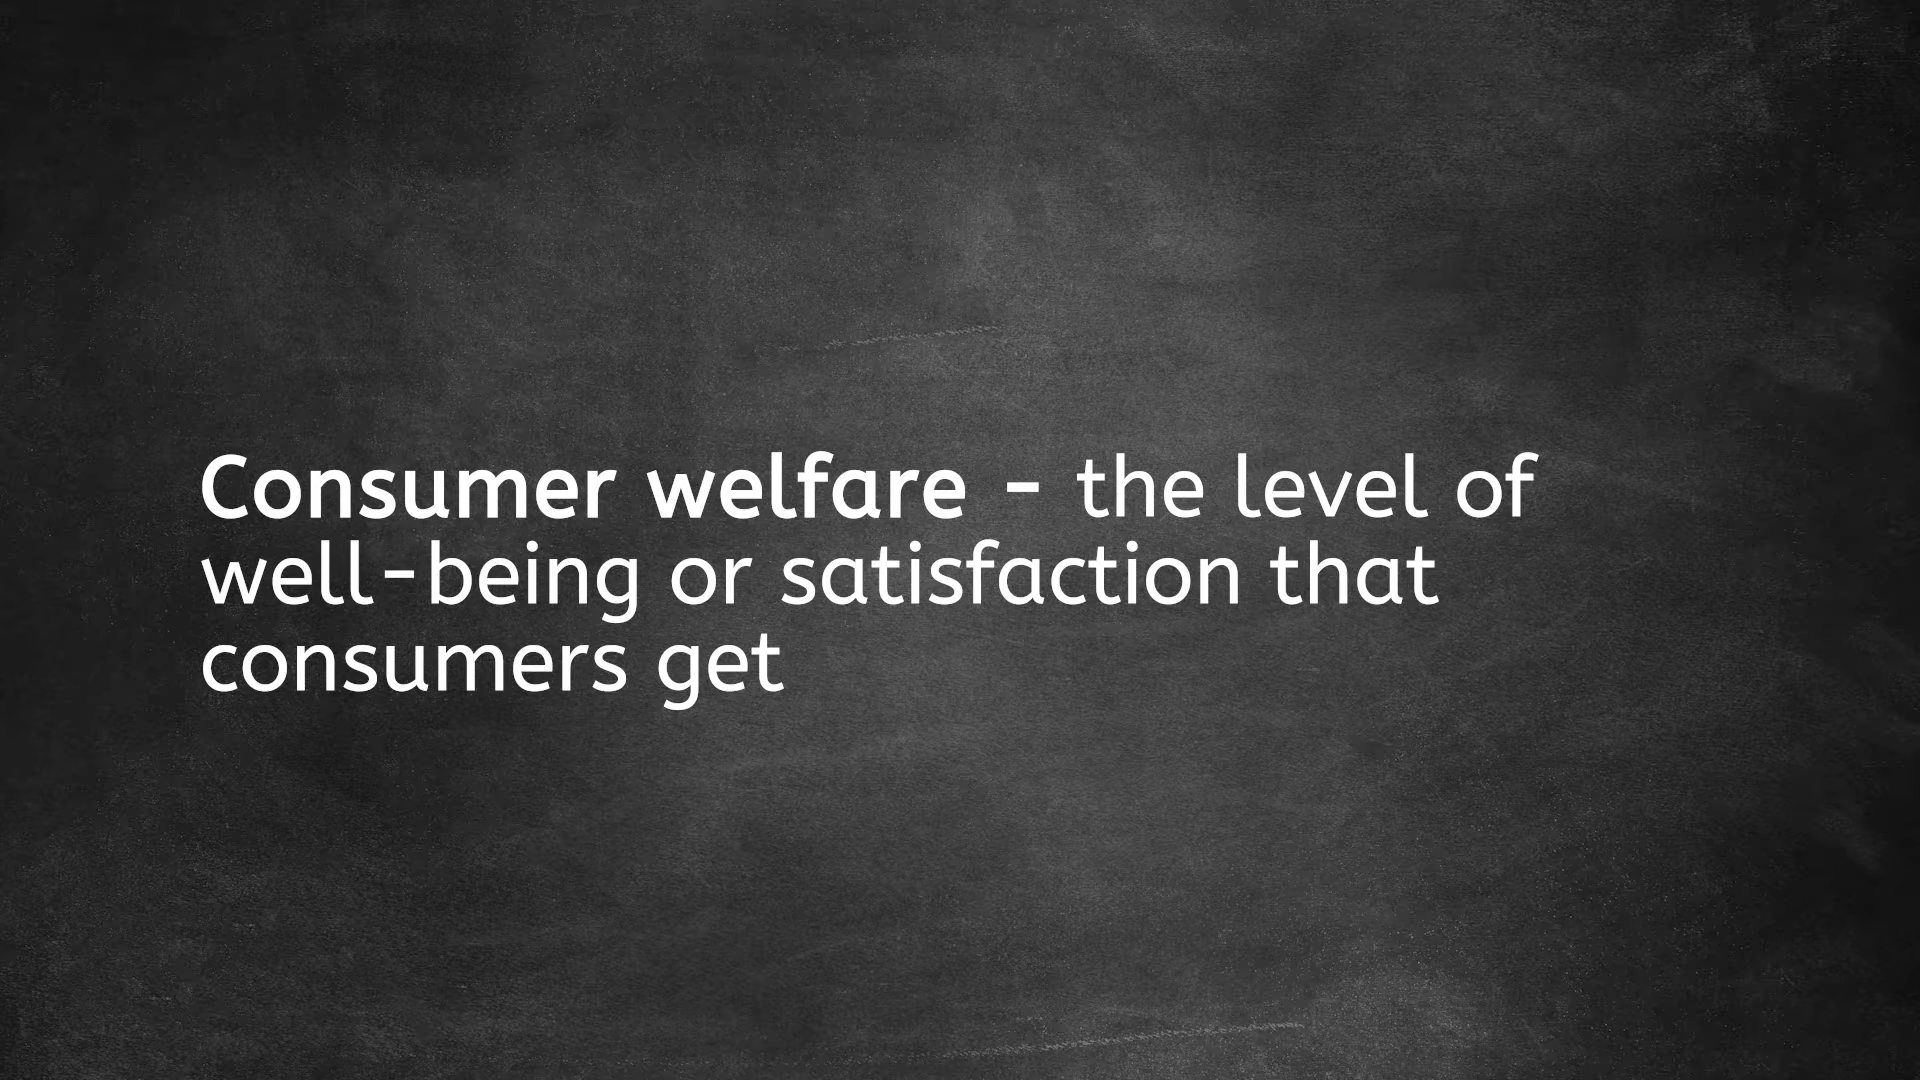 Consumer welfare - the level of
well-being or satisfaction that
consumers get